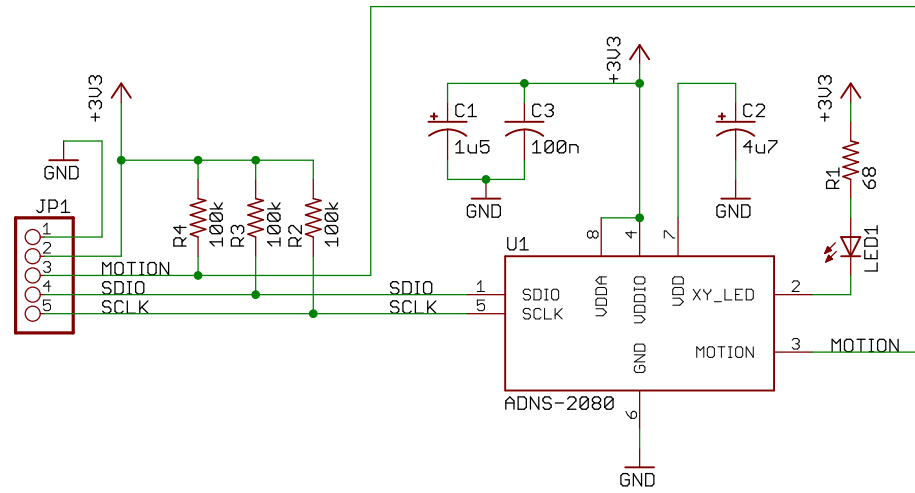 +3V3
GND
JP1
1
2
3
4
5
MOTION
SDIO
SCLK
R4
100k
R3
100k
R2
100k
SDIO
SCLK
+3V3
+
C1
1u5
C3
100n
GND
+
C2
4u7
GND
+3V3
R1
68
LED1
U1
8
4
7
1
5
SDIO
SCLK
VDDA
VDDIO
VDD
XY_LED
2
GND
MOTION
3
MOTION
ADNS-2080
6
GND